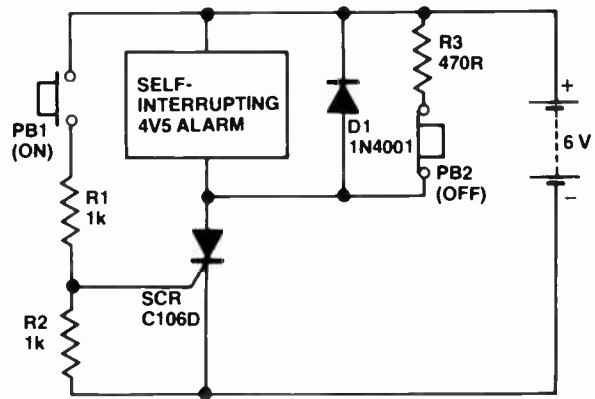 SELF-
INTERRUPTING
4V5 ALARM
R3
470R
+
PB1
(ON)
D1
1N4001
6 V
PB2
(OFF)
−
R1
1k
SCR
C106D
R2
1k